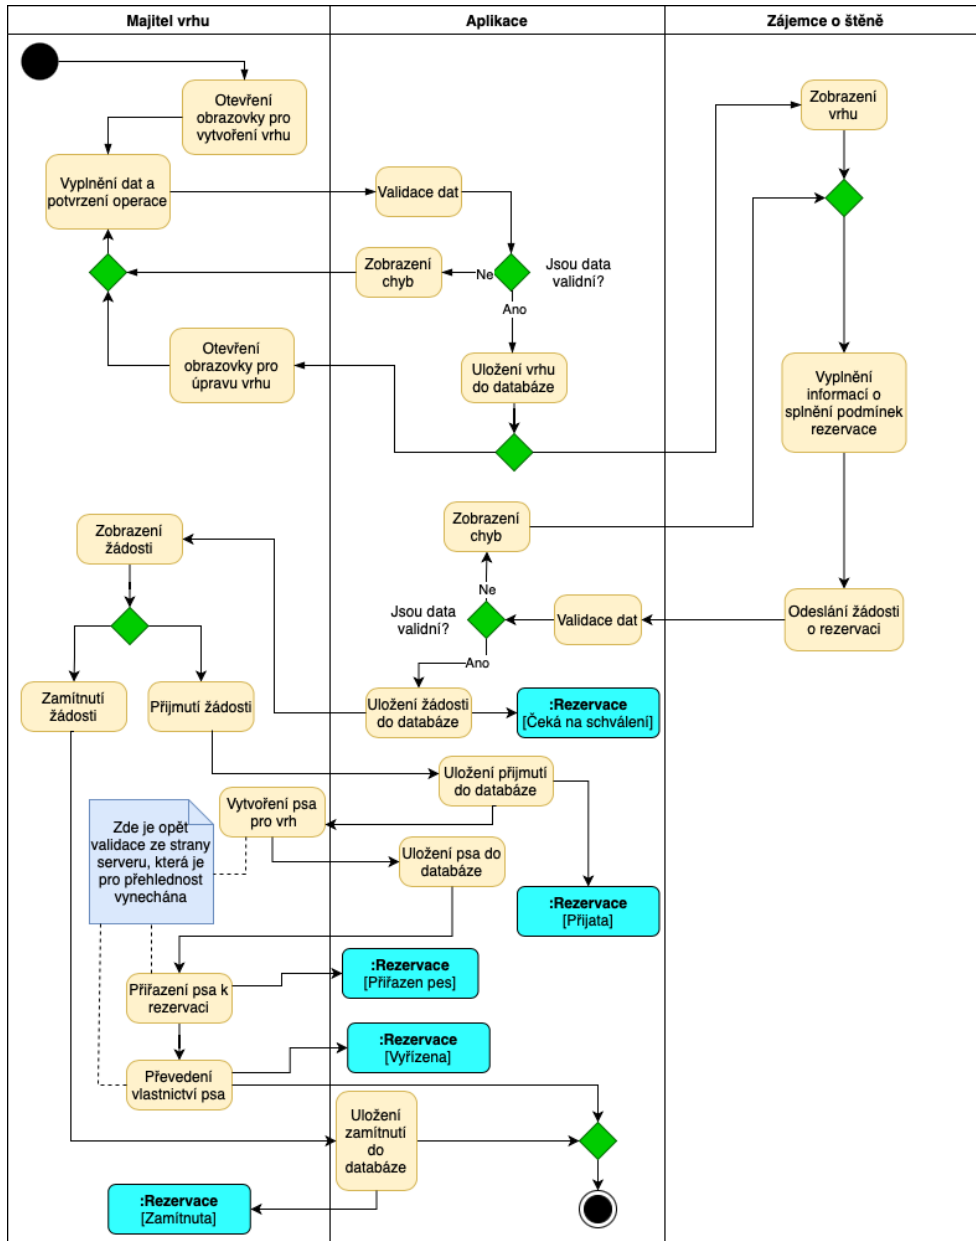 Majitel vrhu
Aplikace
Zájemce o štěně
Otevření
obrazovky pro
vytvoření vrhu
Zobrazení
vrhu
Vyplnění dat a
potvrzení operace
Validace dat
Zobrazení
chyb
Ne
Jsou data
validní?
Ano
Otevření
obrazovky pro
úpravu vrhu
Uložení vrhu
do databáze
Vyplnění
informací o
splnění podmínek
rezervace
Zobrazení
žádosti
Zobrazení
chyb
Ne
Jsou data
validní?
Validace dat
Odeslání žádosti
o rezervaci
Ano
Zamítnutí
žádosti
Přijmutí žádosti
Uložení žádosti
do databáze
:Rezervace
[Čeká na schválení]
Uložení přijmutí
do databáze
Vytvoření psa
pro vrh
Zde je opět
validace ze strany
serveru, která je
pro přehlednost
vynechána
Uložení psa do
databáze
:Rezervace
[Přijata]
Přiřazení psa k
rezervaci
:Rezervace
[Přiřazen pes]
:Rezervace
[Vyřízena]
Převedení
vlastnictví psa
Uložení
zamítnutí
do
databáze
:Rezervace
[Zamítnuta]